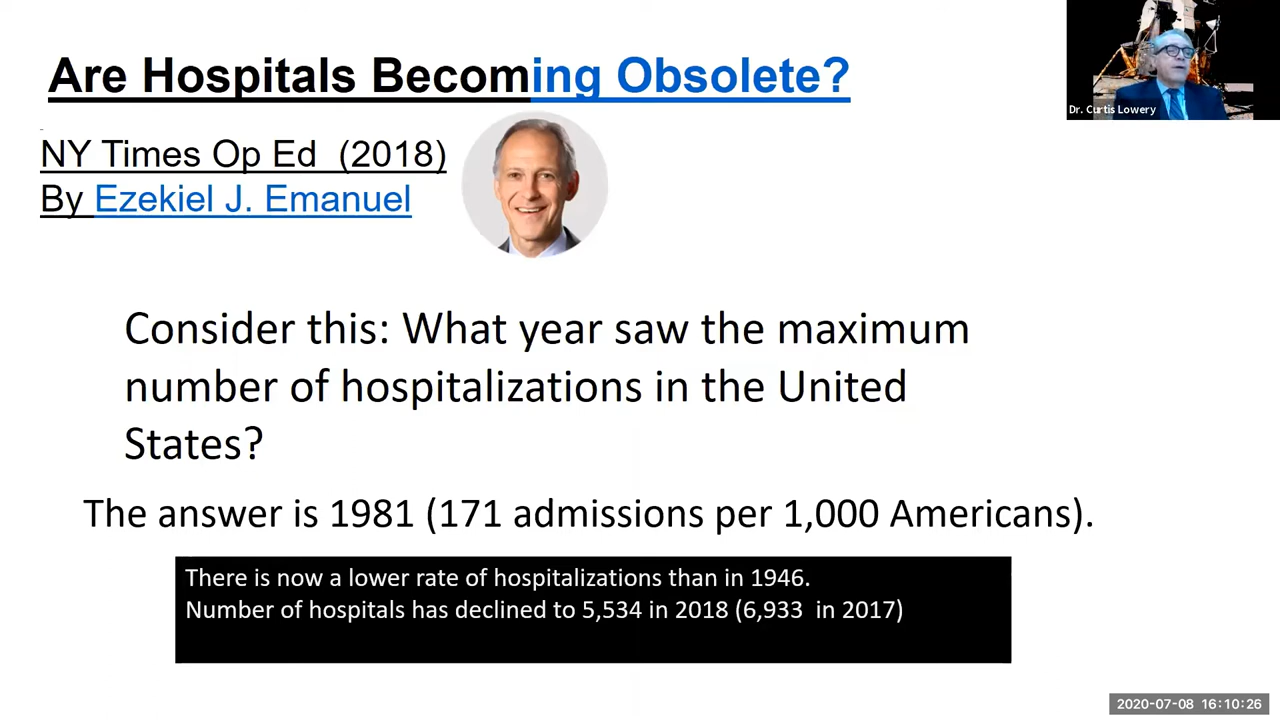 Are Hospitals Becoming Obsolete?
NY Times Op Ed (2018)
By Ezekiel J. Emanuel
Dr. Curtis Lowery
Consider this: What year saw the maximum
number of hospitalizations in the United
States?
The answer is 1981 (171 admissions per 1,000 Americans).
There is now a lower rate of hospitalizations than in 1946.
Number of hospitals has declined to 5,534 in 2018 (6,933 in 2017)
2020-07-08 16:10:26